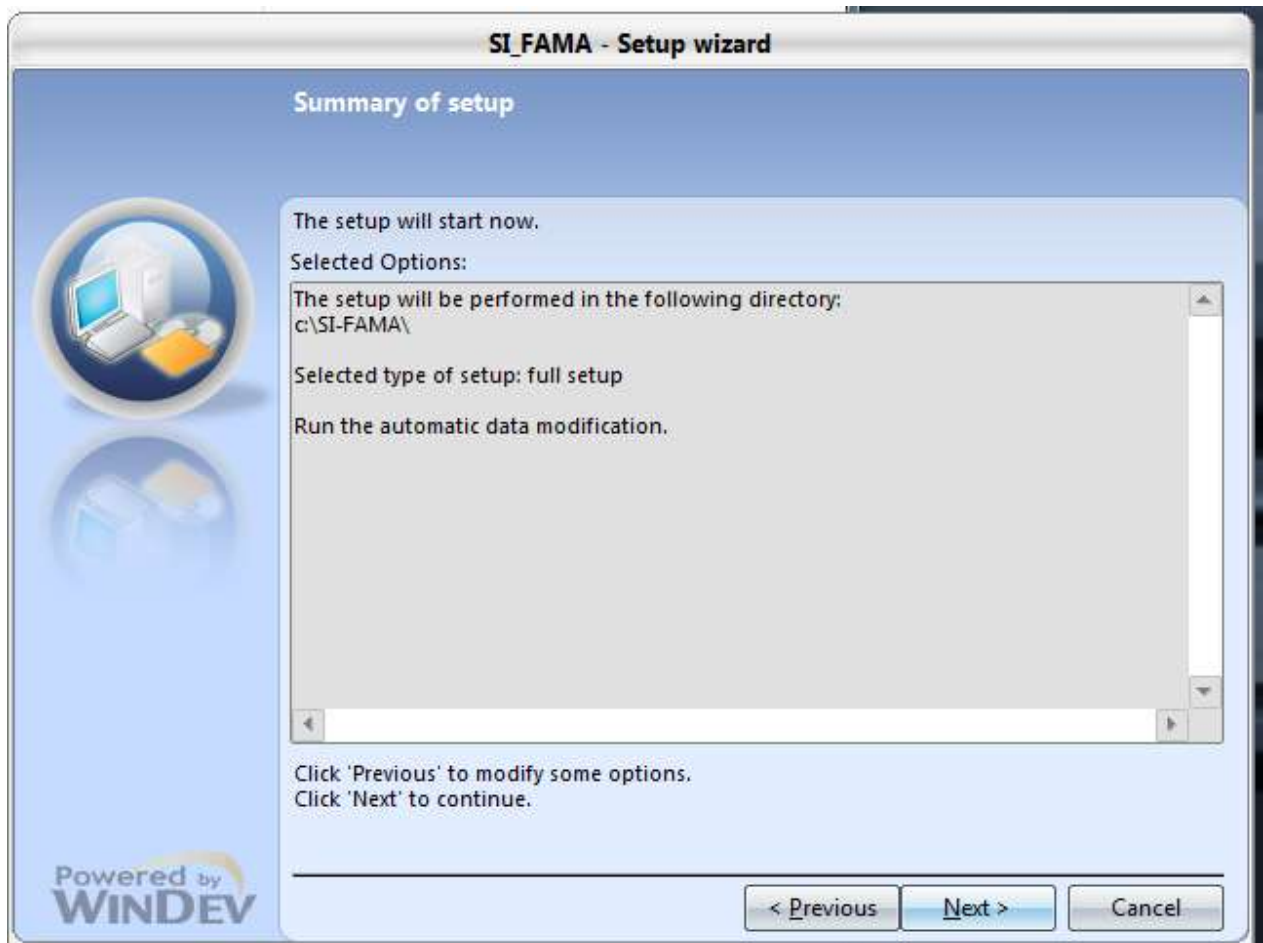 SI_FAMA - Setup wizard
Summary of setup
The setup will start now.
Selected Options:
The setup will be performed in the following directory:
c:\SI-FAMA\
Selected type of setup: full setup
Run the automatic data modification.
Click 'Previous' to modify some options.
Click 'Next' to continue.
Powered by
WINDEV
< Previous
Next >
Cancel